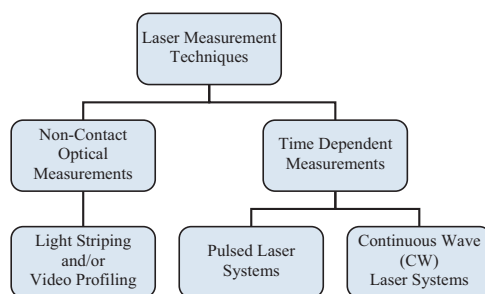 Laser Measurement
Techniques
Non-Contact
Optical
Measurements
Time Dependent
Measurements
Light Striping
and/or
Video Profiling
Pulsed Laser
Systems
Continuous Wave
(CW)
Laser Systems